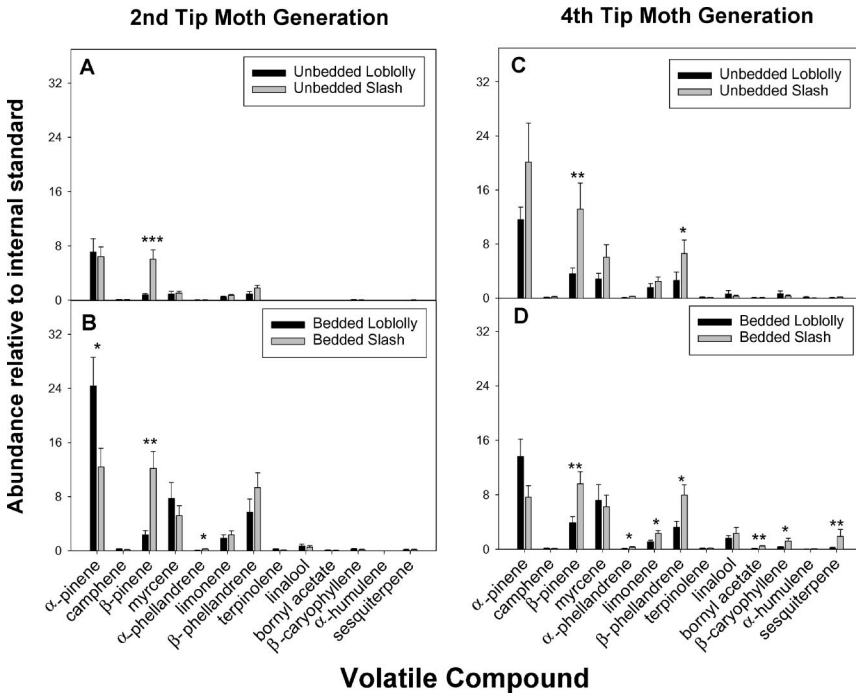 2nd Tip Moth Generation
4th Tip Moth Generation
Abundance relative to internal standard
A
Unbedded Loblolly
Unbedded Slash
32
24
16
8
0
***
B
Bedded Loblolly
Bedded Slash
32
24
16
8
0
*
**
*
C
Unbedded Loblolly
Unbedded Slash
32
24
16
8
0
**
*
D
Bedded Loblolly
Bedded Slash
32
24
16
8
0
**
*
*
*
**
*
**
α-pinene
camphene
β-pinene
myrcene
α-phellandrene
limonene
β-phellandrene
terpinolene
linalool
bornyl acetate
β-caryophyllene
α-humulene
sesquiterpene
α-pinene
camphene
β-pinene
myrcene
α-phellandrene
limonene
β-phellandrene
terpinolene
linalool
bornyl acetate
β-caryophyllene
α-humulene
sesquiterpene
Volatile Compound